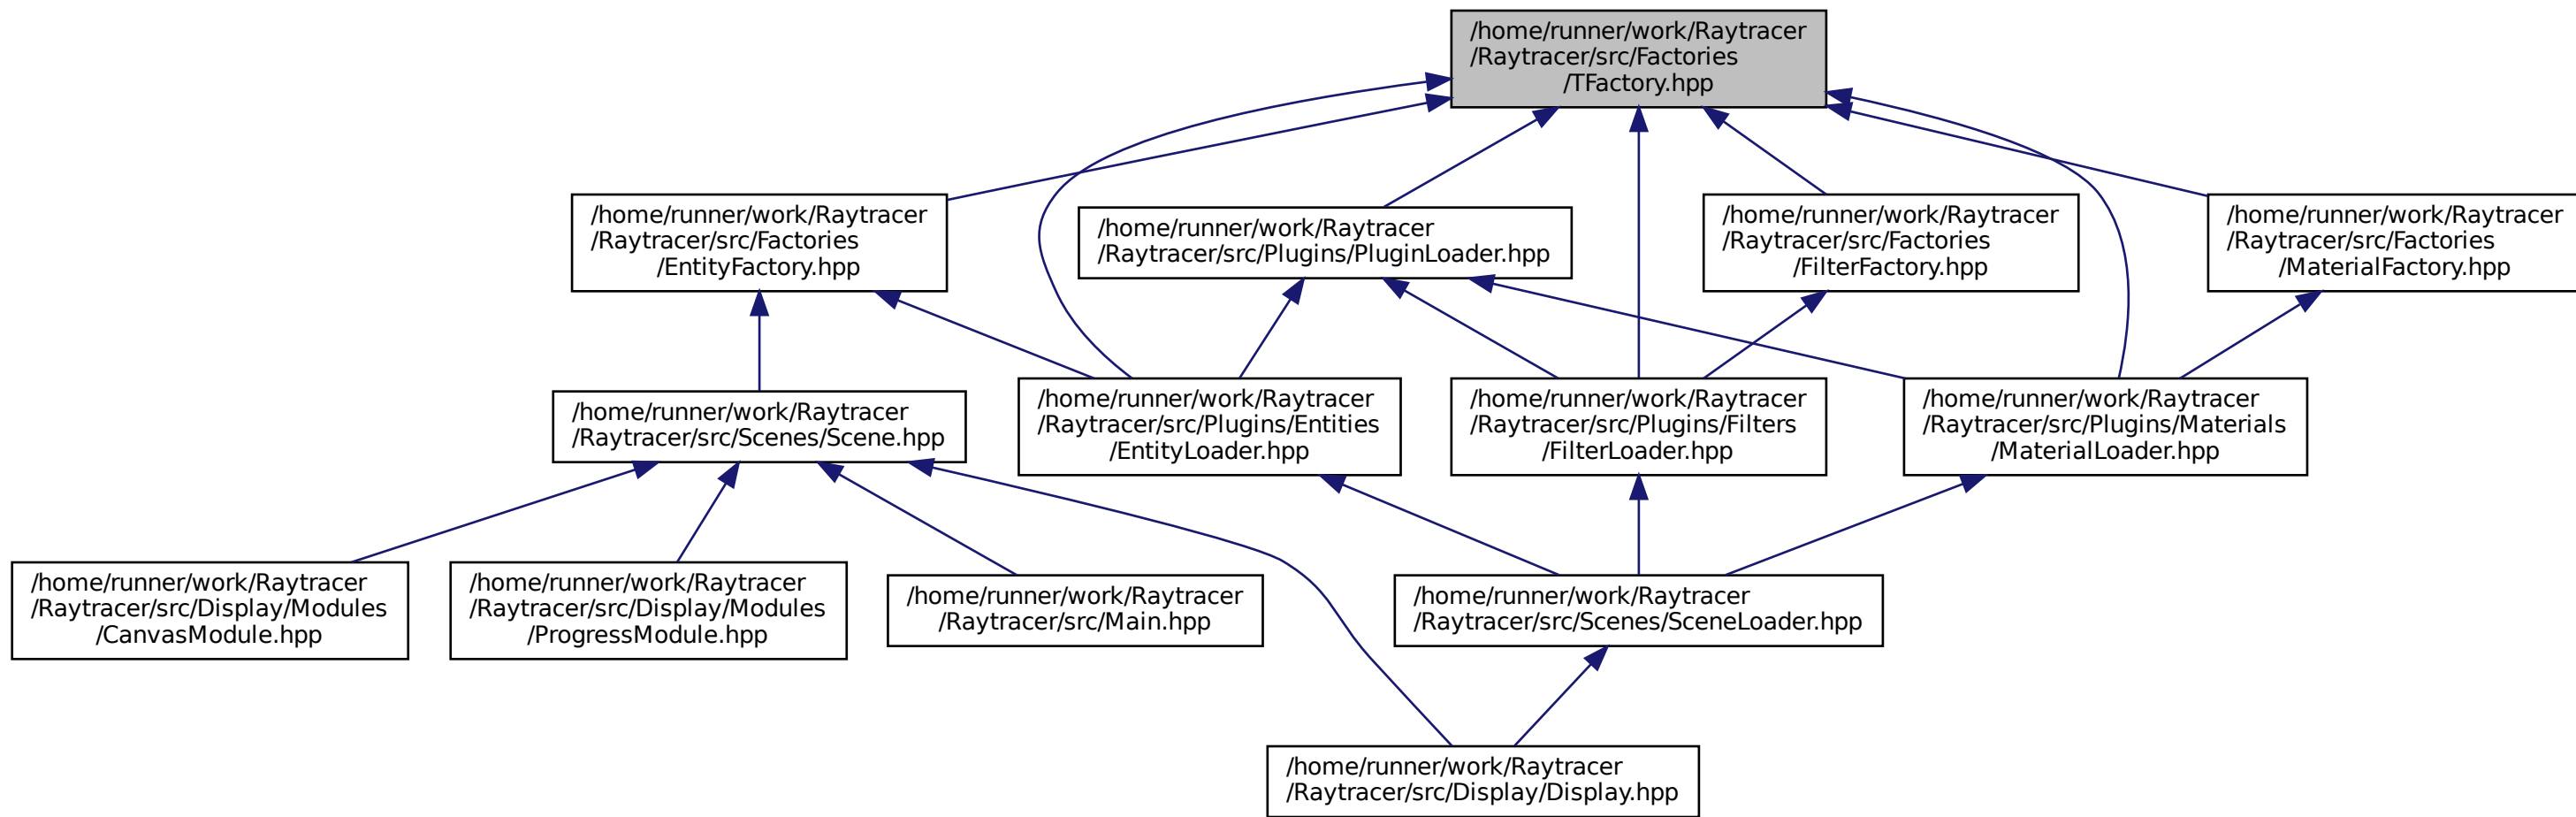 /home/runner/work/Raytracer
/Raytracer/src/Factories
/TFactory.hpp
/home/runner/work/Raytracer
/Raytracer/src/Factories
/EntityFactory.hpp
/home/runner/work/Raytracer
/Raytracer/src/Plugins/PluginLoader.hpp
/home/runner/work/Raytracer
/Raytracer/src/Factories
/FilterFactory.hpp
/home/runner/work/Raytracer
/Raytracer/src/Factories
/MaterialFactory.hpp
/home/runner/work/Raytracer
/Raytracer/src/Scenes/Scene.hpp
/home/runner/work/Raytracer
/Raytracer/src/Plugins/Entities
/EntityLoader.hpp
/home/runner/work/Raytracer
/Raytracer/src/Plugins/Filters
/FilterLoader.hpp
/home/runner/work/Raytracer
/Raytracer/src/Plugins/Materials
/MaterialLoader.hpp
/home/runner/work/Raytracer
/Raytracer/src/Display/Modules
/CanvasModule.hpp
/home/runner/work/Raytracer
/Raytracer/src/Display/Modules
/ProgressModule.hpp
/home/runner/work/Raytracer
/Raytracer/src/Main.hpp
/home/runner/work/Raytracer
/Raytracer/src/Scenes/SceneLoader.hpp
/home/runner/work/Raytracer
/Raytracer/src/Display/Display.hpp